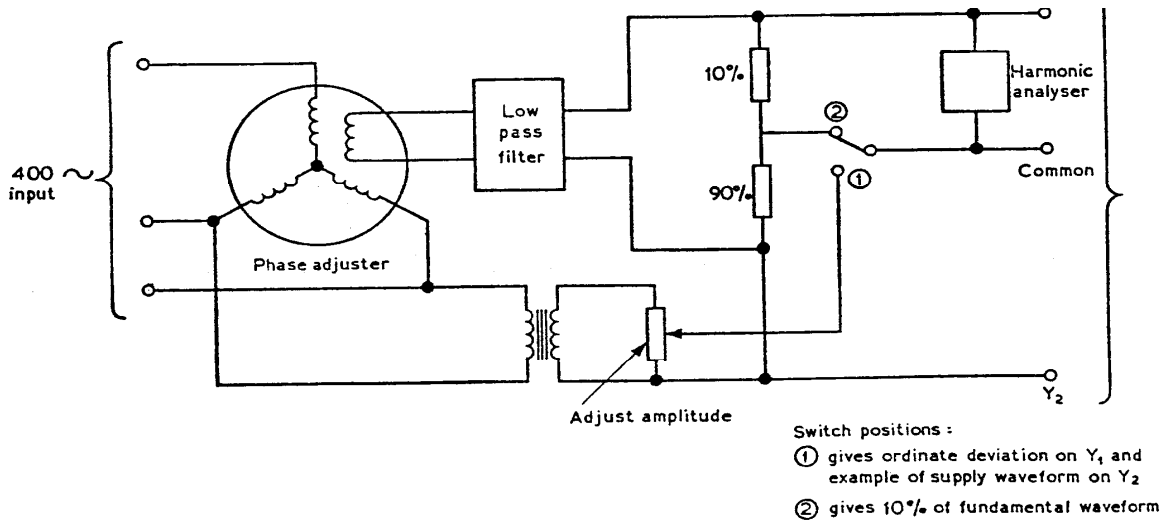 10%
Low
pass
filter
②
Harmonic
analyser
400 ~
input
Common
①
90%
Phase adjuster
Adjust amplitude
Y₂
Switch positions :
① gives ordinate deviation on Y₁ and
example of supply waveform on Y₂
② gives 10% of fundamental waveform